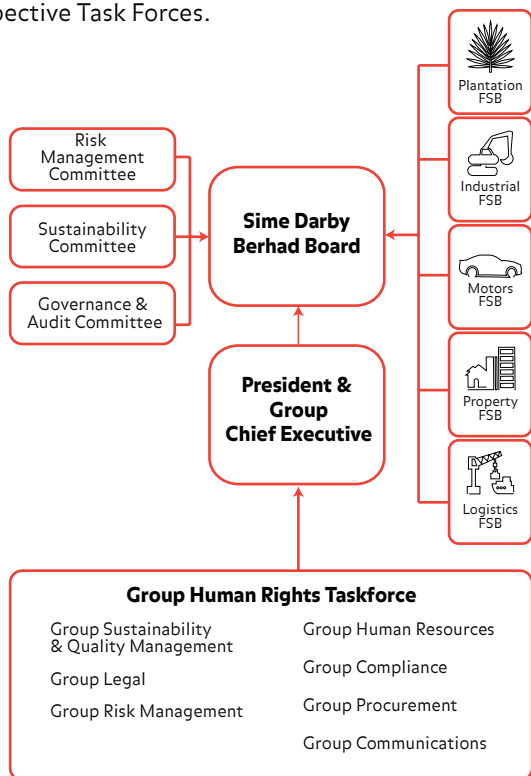 pective Task Forces.
Risk
Management
Committee
Sustainability
Committee
Governance &
Audit Committee
Sime Darby
Berhad Board
President &
Group
Chief Executive
Plantation
FSB
Industrial
FSB
Motors
FSB
Property
FSB
Logistics
FSB
Group Human Rights Taskforce
Group Sustainability
& Quality Management
Group Legal
Group Risk Management
Group Human Resources
Group Compliance
Group Procurement
Group Communications